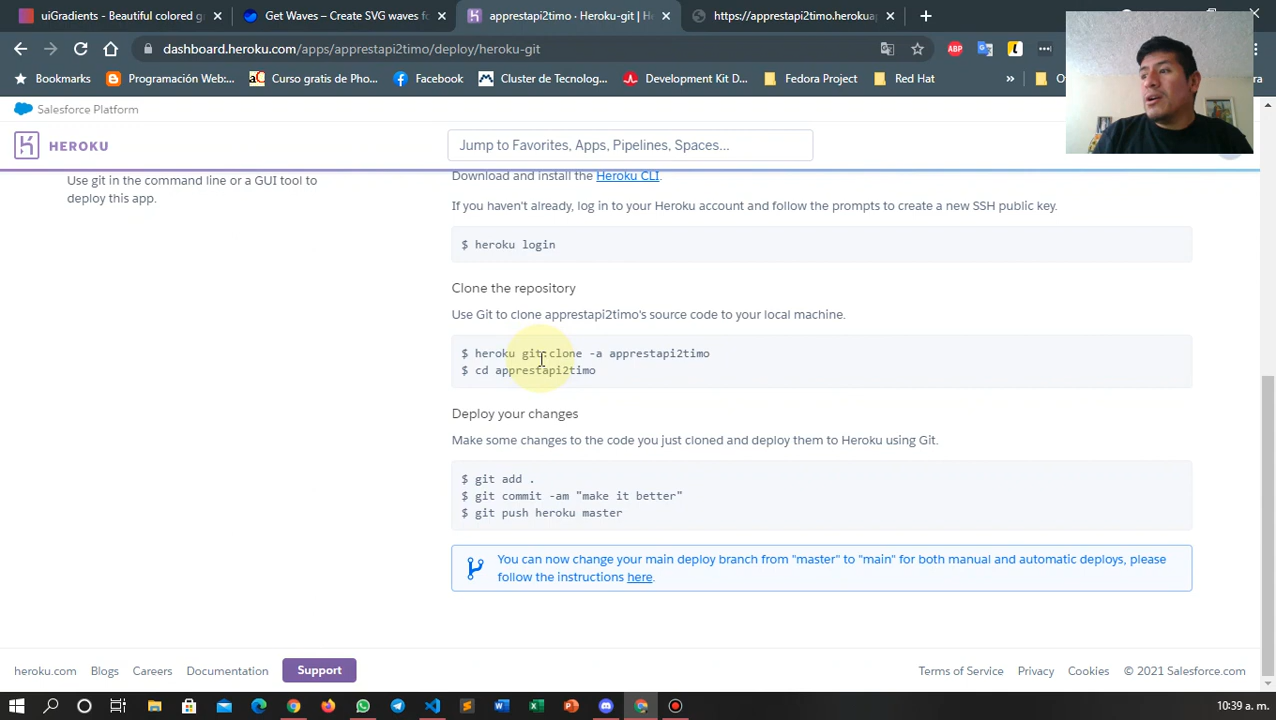 uiGradients - Beautiful colored g
Get Waves – Create SVG waves fo
apprestapi2timo · heroku-git | He
https://apprestapi2timo.herokuap
dashboard.heroku.com/apps/apprestapi2timo/deploy/heroku-git
Bookmarks
Programación Web...
Curso gratis de Pho...
Facebook
Cluster de Tecnolog...
Development Kit D...
Fedora Project
Red Hat
»
Salesforce Platform
HEROKU
Jump to Favorites, Apps, Pipelines, Spaces...
Use git in the command line or a GUI tool to
deploy this app.
Download and install the Heroku CLI.
If you haven't already, log in to your Heroku account and follow the prompts to create a new SSH public key.
$ heroku login
Clone the repository
Use Git to clone apprestapi2timo's source code to your local machine.
$ heroku git:clone -a apprestapi2timo
$ cd apprestapi2timo
Deploy your changes
Make some changes to the code you just cloned and deploy them to Heroku using Git.
$ git add .
$ git commit -am "make it better"
$ git push heroku master
You can now change your main deploy branch from "master" to "main" for both manual and automatic deploys, please
follow the instructions here.
heroku.com
Blogs
Careers
Documentation
Support
Terms of Service
Privacy
Cookies
© 2021 Salesforce.com
10:39 a. m.